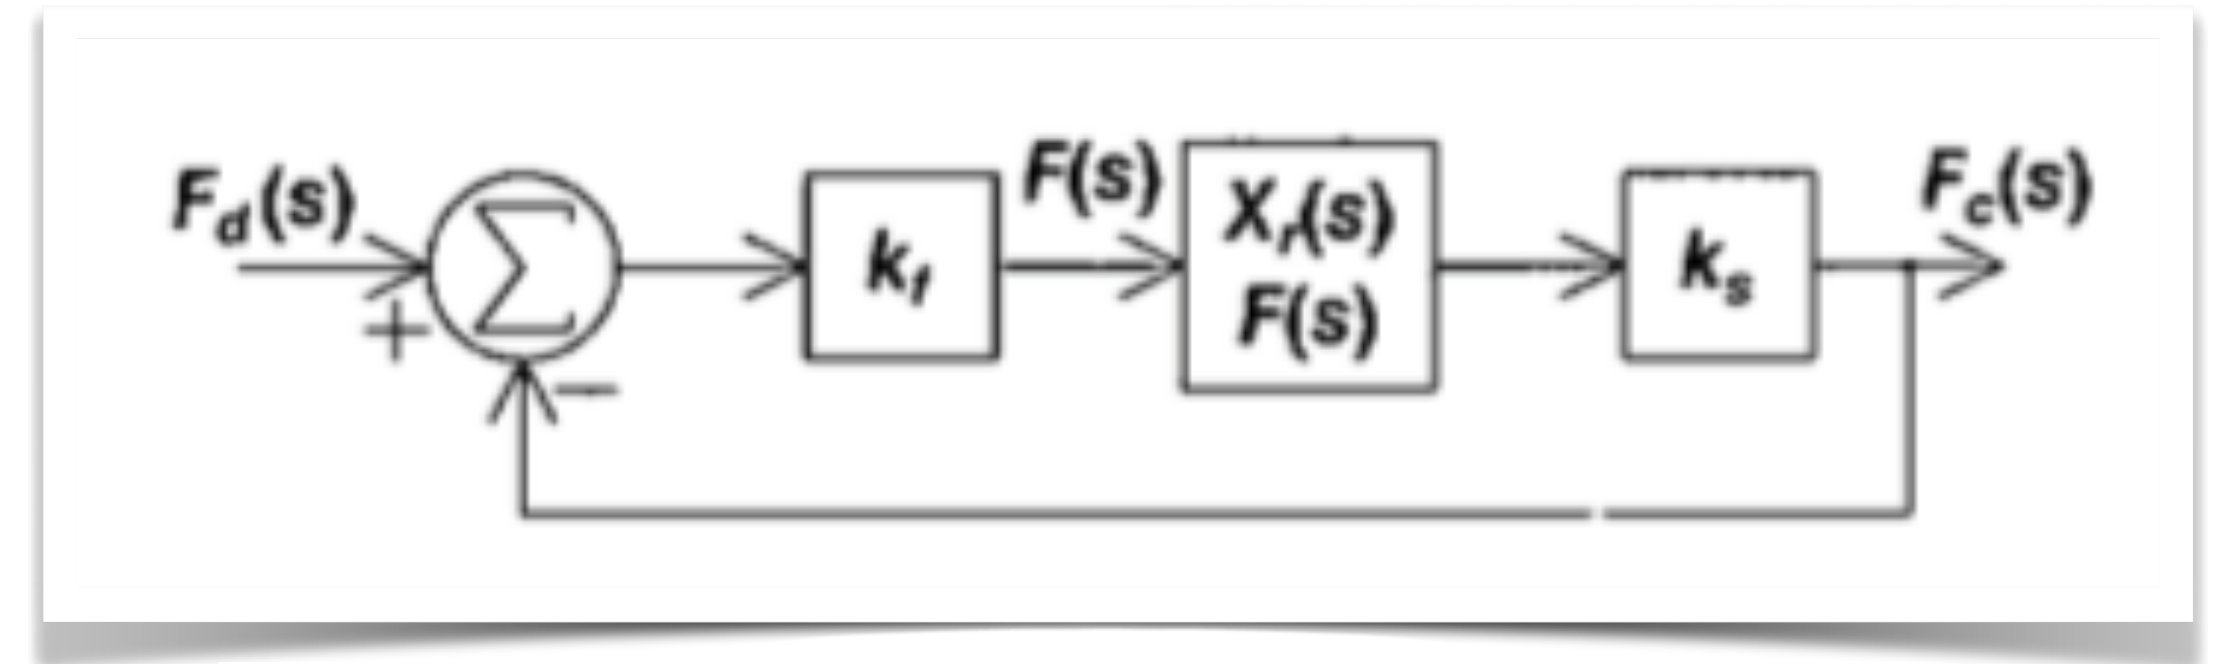 F_d(s)
+
Σ
−
k_f
F(s)
X_r(s)
F(s)
k_s
F_c(s)